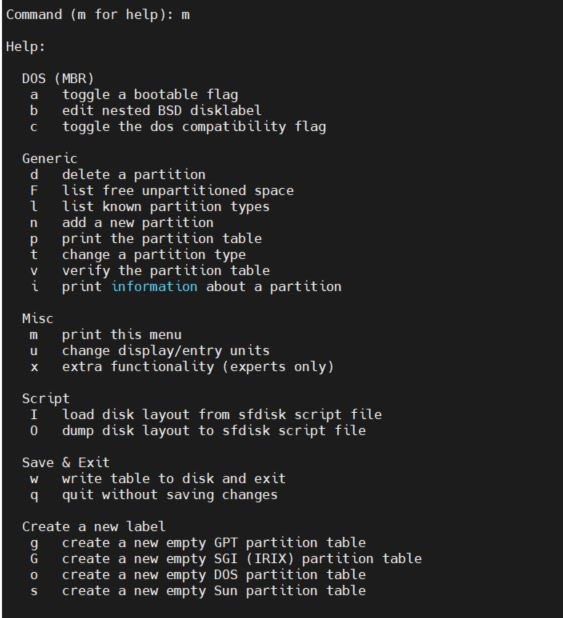 Command (m for help): m
Help:
DOS (MBR)
a toggle a bootable flag
b edit nested BSD disklabel
c toggle the dos compatibility flag
Generic
d delete a partition
F list free unpartitioned space
l list known partition types
n add a new partition
p print the partition table
t change a partition type
v verify the partition table
i print information about a partition
Misc
m print this menu
u change display/entry units
x extra functionality (experts only)
Script
I load disk layout from sfdisk script file
O dump disk layout to sfdisk script file
Save & Exit
w write table to disk and exit
q quit without saving changes
Create a new label
g create a new empty GPT partition table
G create a new empty SGI (IRIX) partition table
o create a new empty DOS partition table
s create a new empty Sun partition table